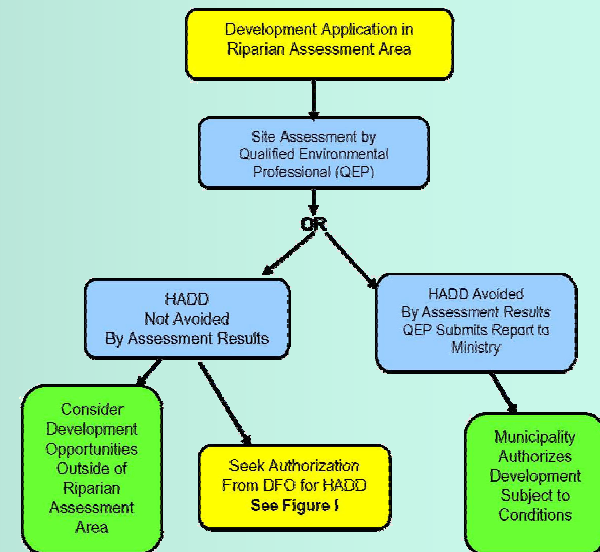 Development Application in
Riparian Assessment Area
Site Assessment by
Qualified Environmental
Professional (QEP)
OR
HADD
Not Avoided
By Assessment Results
HADD Avoided
By Assessment Results
QEP Submits Report to
Ministry
Consider
Development
Opportunities
Outside of
Riparian
Assessment
Area
Seek Authorization
From DFO for HADD
See Figure
Municipality
Authorizes
Development
Subject to
Conditions